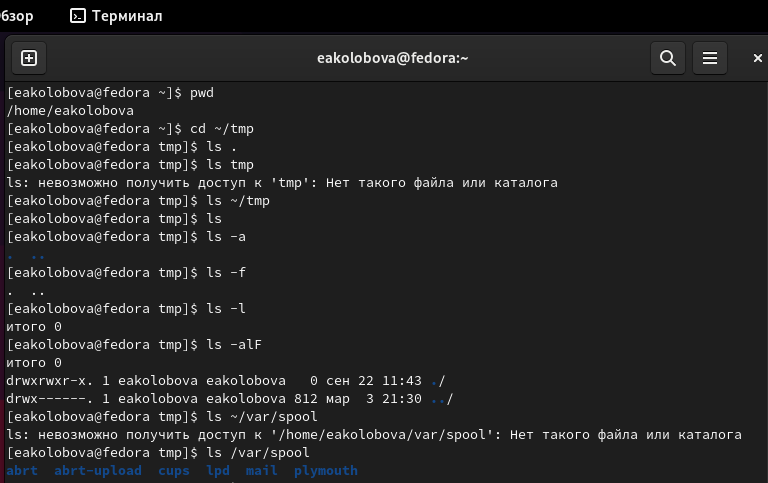 бзор Терминал
eakolobova@fedora:~
[eakolobova@fedora ~]$ pwd
/home/eakolobova
[eakolobova@fedora ~]$ cd ~/tmp
[eakolobova@fedora tmp]$ ls .
[eakolobova@fedora tmp]$ ls tmp
ls: невозможно получить доступ к 'tmp': Нет такого файла или каталога
[eakolobova@fedora tmp]$ ls ~/tmp
[eakolobova@fedora tmp]$ ls
[eakolobova@fedora tmp]$ ls -a
.  ..
[eakolobova@fedora tmp]$ ls -f
.  ..
[eakolobova@fedora tmp]$ ls -l
итого 0
[eakolobova@fedora tmp]$ ls -alF
итого 0
drwxrwxr-x. 1 eakolobova eakolobova   0 сен 22 11:43 ./
drwx------. 1 eakolobova eakolobova 812 мар  3 21:30 ../
[eakolobova@fedora tmp]$ ls ~/var/spool
ls: невозможно получить доступ к '/home/eakolobova/var/spool': Нет такого файла или каталога
[eakolobova@fedora tmp]$ ls /var/spool
abrt  abrt-upload  cups  lpd  mail  plymouth